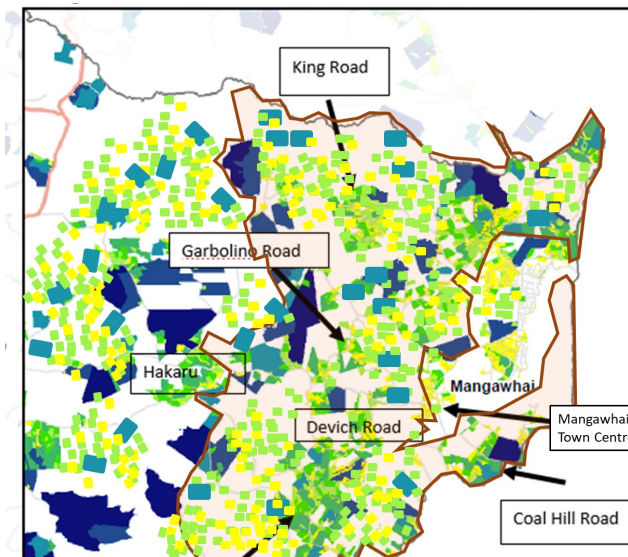 King Road
Garbolino Road
Hakaru
Mangawhai
Devich Road
Mangawhai
Town Centr
Coal Hill Road